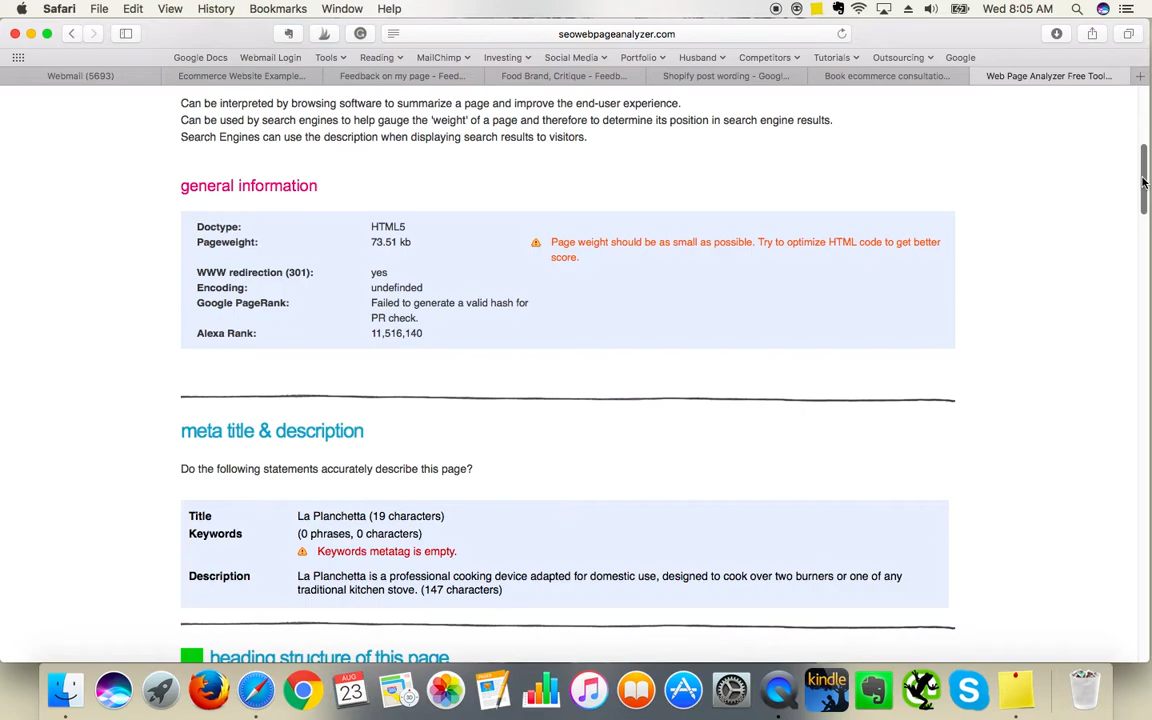 Safari File Edit View History Bookmarks Window Help Wed 8:05 AM
seowebpageanalyzer.com
Google Docs Webmail Login Tools Reading MailChimp Investing Social Media Portfolio Husband Competitors Tutorials Outsourcing Google
Webmail (5693) Ecommerce Website Example... Feedback on my page - Feed... Food Brand, Critique - Feedb... Shopify post wording - Googl... Book ecommerce consultatio... Web Page Analyzer Free Tool...
Can be interpreted by browsing software to summarize a page and improve the end-user experience.
Can be used by search engines to help gauge the 'weight' of a page and therefore to determine its position in search engine results.
Search Engines can use the description when displaying search results to visitors.
general information
Doctype: HTML5
Pageweight: 73.51 kb Page weight should be as small as possible. Try to optimize HTML code to get better
score.
WWW redirection (301): yes
Encoding: undefinded
Google PageRank: Failed to generate a valid hash for
PR check.
Alexa Rank: 11,516,140
meta title & description
Do the following statements accurately describe this page?
Title La Planchetta (19 characters)
Keywords (0 phrases, 0 characters)
Keywords metatag is empty.
Description La Planchetta is a professional cooking device adapted for domestic use, designed to cook over two burners or one of any
traditional kitchen stove. (147 characters)
heading structure of this page
AUG
23
kindle